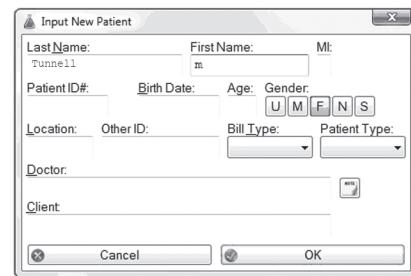 Input New Patient
Last Name: First Name: MI:
Tunnell m
Patient ID#: Birth Date: Age: Gender:
U M F N S
Location: Other ID: Bill Type: Patient Type:
Doctor:
NOTE
Client:
Cancel OK